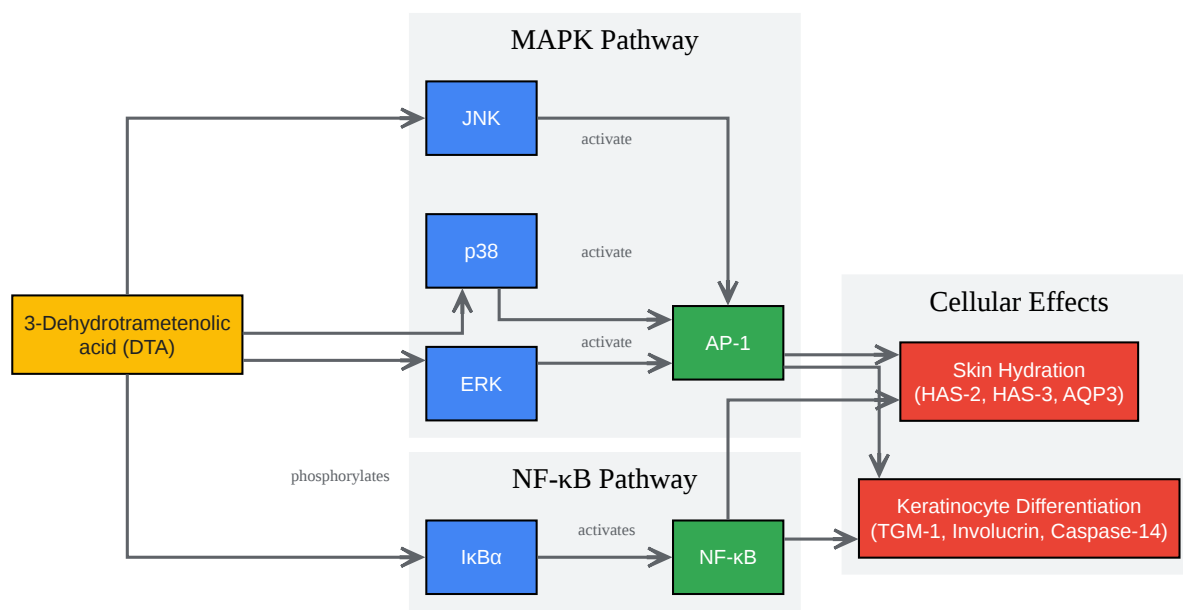 MAPK Pathway
JNK
activate
p38
activate
3-Dehydrotrametenolic
acid (DTA)
activate
ERK
AP-1
Cellular Effects
Skin Hydration
(HAS-2, HAS-3, AQP3)
phosphorylates
NF-κB Pathway
IκBα
activates
NF-κB
Keratinocyte Differentiation
(TGM-1, Involucrin, Caspase-14)